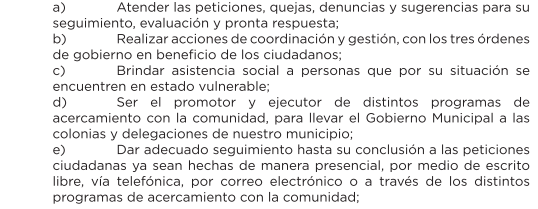 a) Atender las peticiones, quejas, denuncias y sugerencias para su
seguimiento, evaluación y pronta respuesta;
b) Realizar acciones de coordinación y gestión, con los tres órdenes
de gobierno en beneficio de los ciudadanos;
c) Brindar asistencia social a personas que por su situación se
encuentren en estado vulnerable;
d) Ser el promotor y ejecutor de distintos programas de
acercamiento con la comunidad, para llevar el Gobierno Municipal a las
colonias y delegaciones de nuestro municipio;
e) Dar adecuado seguimiento hasta su conclusión a las peticiones
ciudadanas ya sean hechas de manera presencial, por medio de escrito
libre, vía telefónica, por correo electrónico o a través de los distintos
programas de acercamiento con la comunidad;